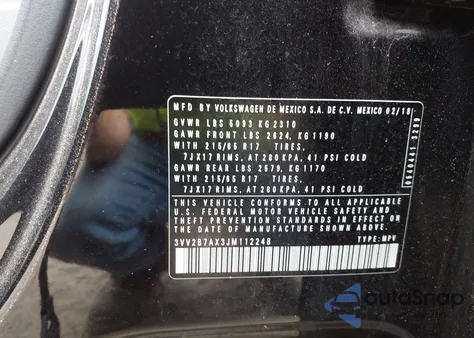 MFD. BY VOLKSWAGEN DE MEXICO S.A. DE C.V. MEXICO 02/18
GVWR LBS 5093 KG 2310
GAWR FRONT LBS 2624, KG 1190
WITH 215/65 R17 TIRES,
7JX17 RIMS, AT 280 KPA, 41 PSI COLD
GAWR REAR LBS 2579, KG 1170
WITH 215/65 R17 TIRES,
7JX17 RIMS, AT 280 KPA, 41 PSI COLD
THIS VEHICLE CONFORMS TO ALL APPLICABLE
U.S. FEDERAL MOTOR VEHICLE SAFETY AND
THEFT PREVENTION STANDARDS IN EFFECT ON
THE DATE OF MANUFACTURE SHOWN ABOVE.
3VV2B7AX3JM112248 TYPE: MPV
autoSnap